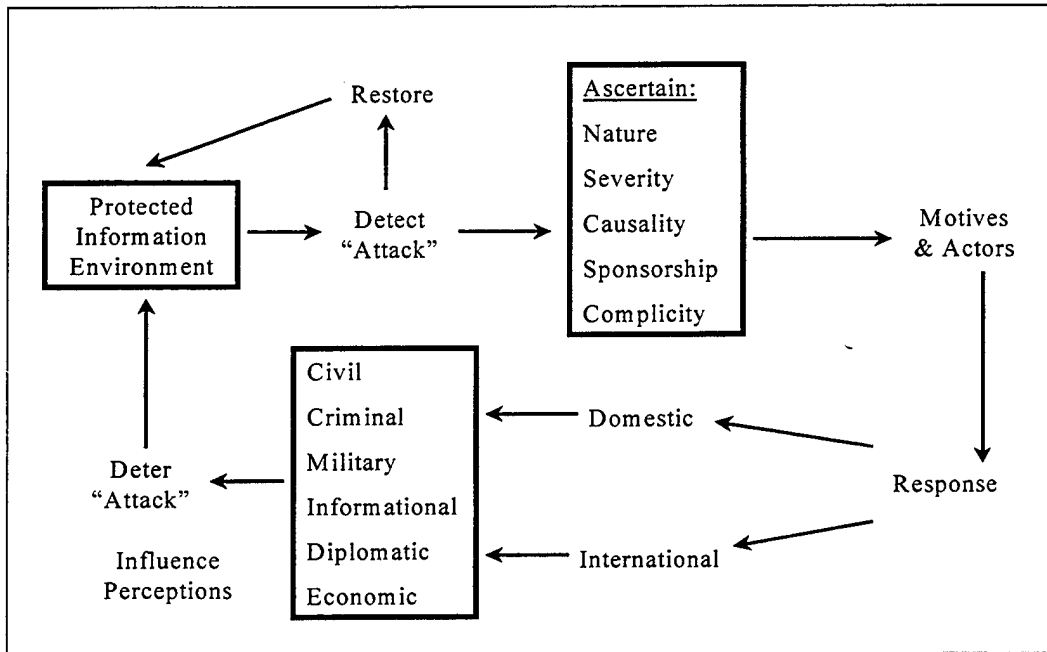 Restore
Protected
Information
Environment
Detect
“Attack”
Ascertain:
Nature
Severity
Causality
Sponsorship
Complicity
Motives
& Actors
Response
Domestic
International
Civil
Criminal
Military
Informational
Diplomatic
Economic
Deter
“Attack”
Influence
Perceptions